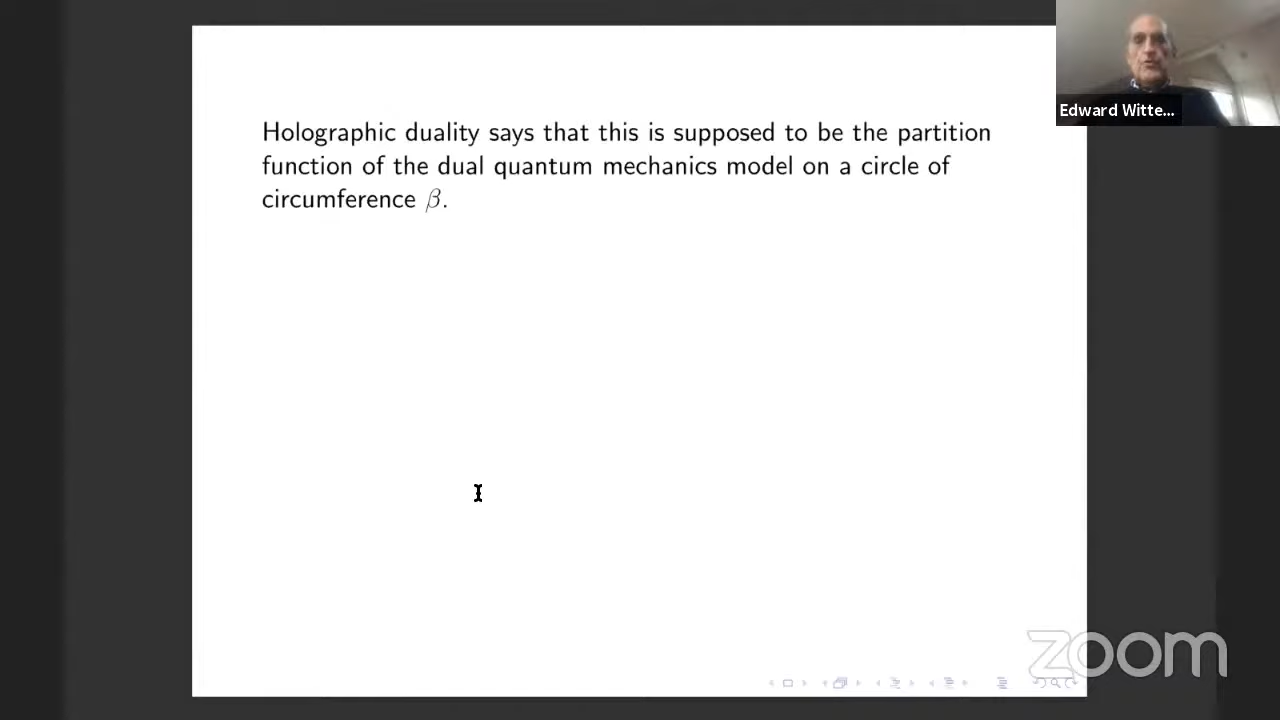 Edward Witte...
Holographic duality says that this is supposed to be the partition
function of the dual quantum mechanics model on a circle of
circumference β.
zoom